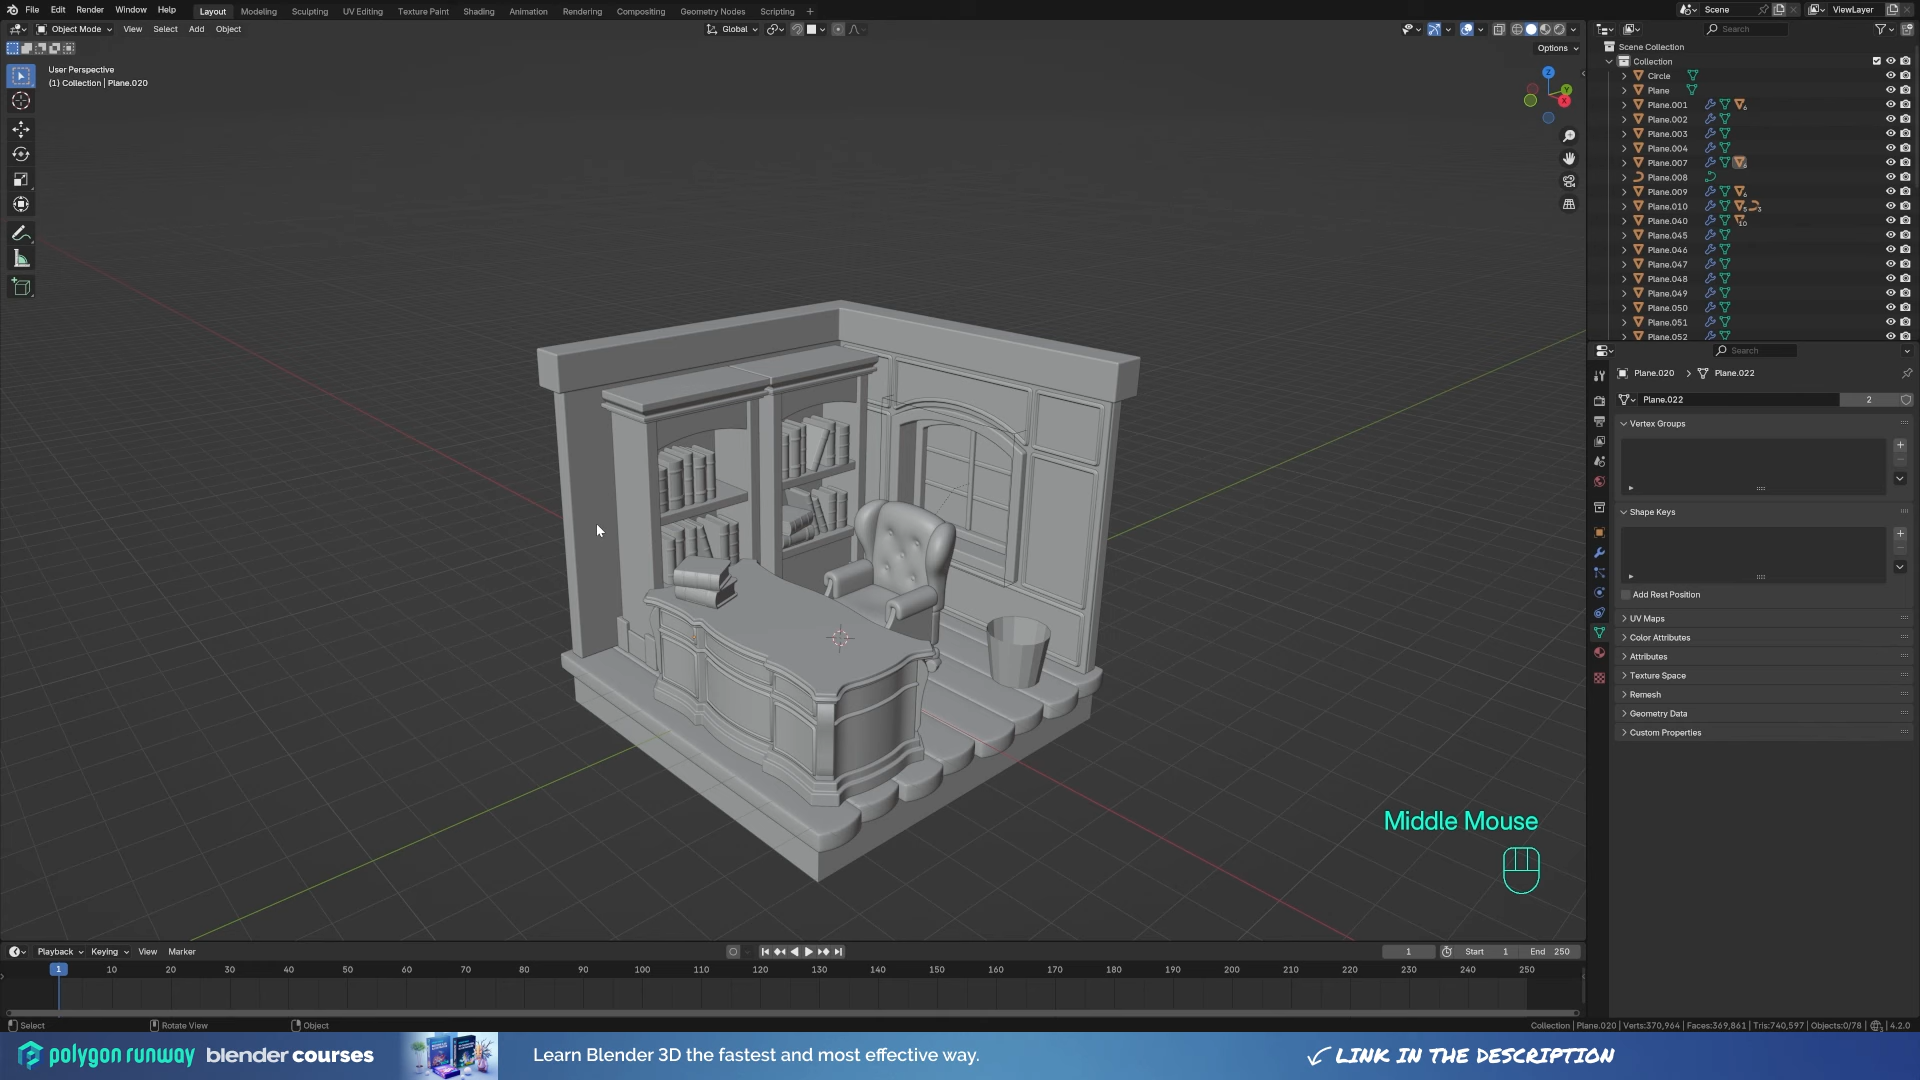 File Edit Render Window Help Layout Modeling Sculpting UV Editing Texture Paint Shading Animation Rendering Compositing Geometry Nodes Scripting + Scene ViewLayer
Object Mode View Select Add Object Global Search
Options
Scene Collection
Collection
User Perspective
(1) Collection | Plane.020
Circle
Plane
Plane.001
Plane.002
Plane.003
Plane.004
Plane.007
Plane.008
Plane.009
Plane.010
Plane.040
Plane.045
Plane.046
Plane.047
Plane.048
Plane.049
Plane.050
Plane.051
Plane.052
Z
Y
X
Search
Plane.020 > Plane.022
Plane.022 2
Vertex Groups
Shape Keys
Add Rest Position
UV Maps
Color Attributes
Attributes
Texture Space
Remesh
Geometry Data
Custom Properties
Middle Mouse
Playback Keying View Marker 1 Start 1 End 250
1 10 20 30 40 50 60 70 80 90 100 110 120 130 140 150 160 170 180 190 200 210 220 230 240 250
Select Rotate View Object Collection | Plane.020 | Verts:370,964 | Faces:369,861 | Tris:740,597 | Objects:0/78 4.2.0
polygon runway blender courses Learn Blender 3D the fastest and most effective way. LINK IN THE DESCRIPTION